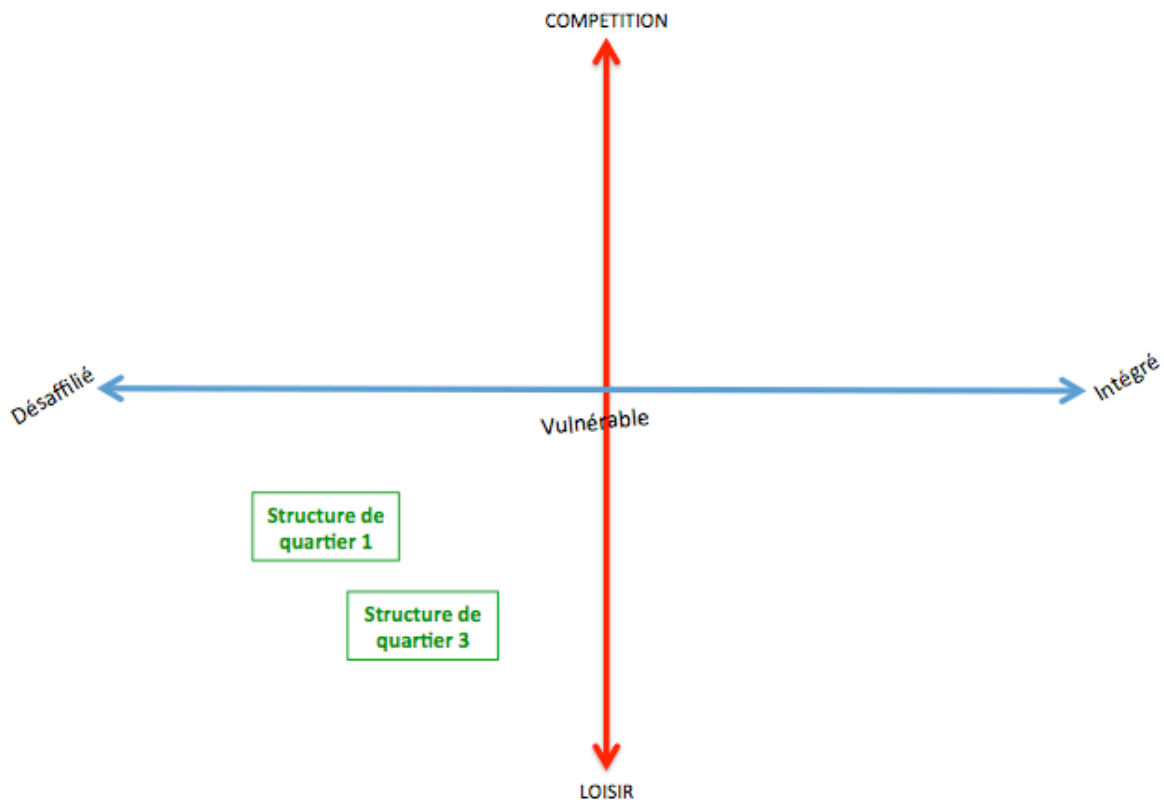 COMPETITION
Désaffilié
Intégré
Vulnérable
Structure de
quartier 1
Structure de
quartier 3
LOISIR